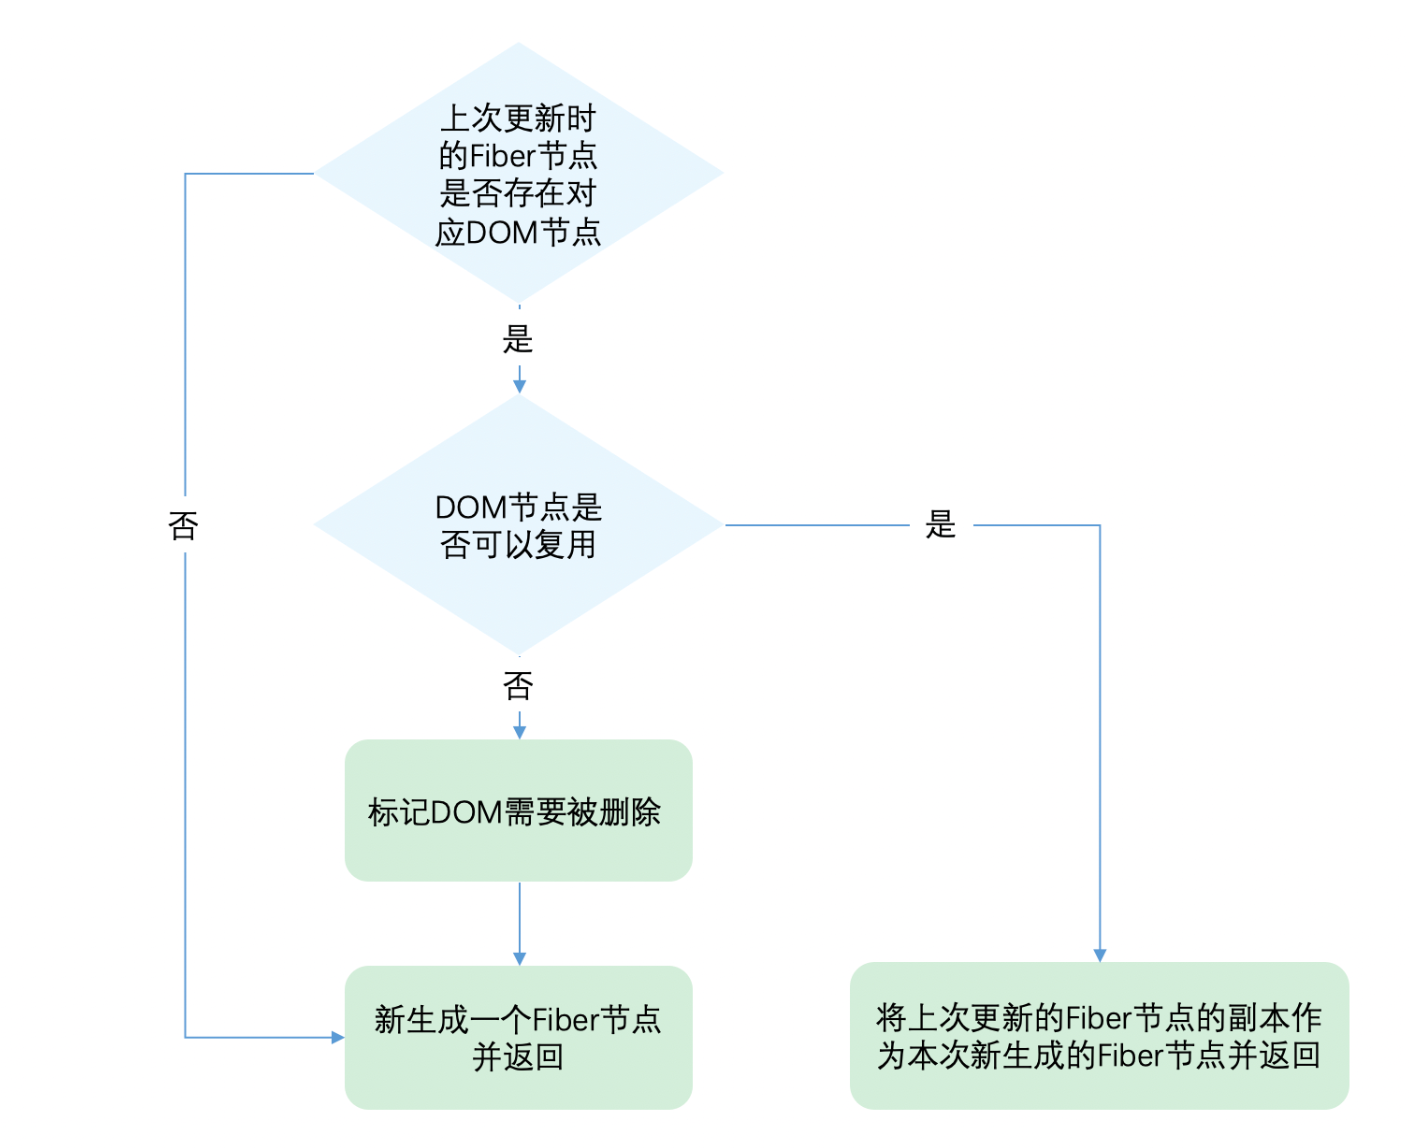 上次更新时
的Fiber节点
是否存在对
应DOM节点
是
DOM节点是
否可以复用
否
是
否
标记DOM需要被删除
新生成一个Fiber节点
并返回
将上次更新的Fiber节点的副本作
为本次新生成的Fiber节点并返回